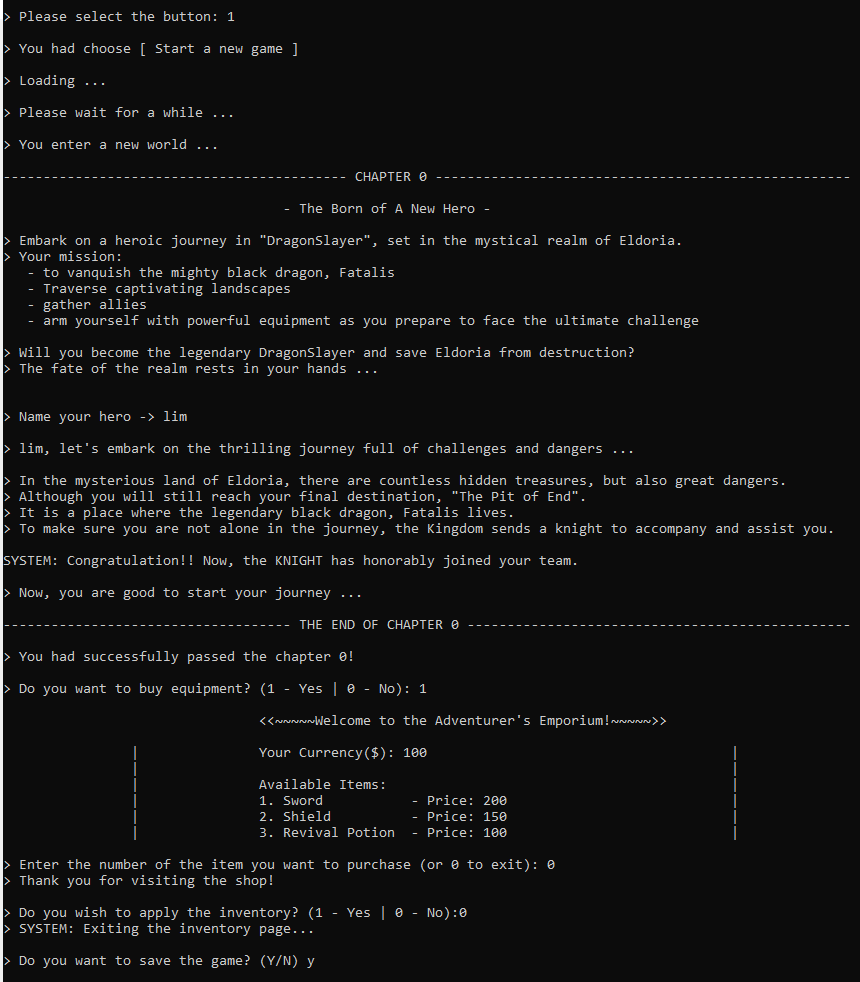 > Please select the button: 1
> You had choose [ Start a new game ]
> Loading ...
> Please wait for a while ...
> You enter a new world ...
------------------------------------------- CHAPTER 0 ----------------------------------------------------
- The Born of A New Hero -
> Embark on a heroic journey in "DragonSlayer", set in the mystical realm of Eldoria.
> Your mission:
- to vanquish the mighty black dragon, Fatalis
- Traverse captivating landscapes
- gather allies
- arm yourself with powerful equipment as you prepare to face the ultimate challenge
> Will you become the legendary DragonSlayer and save Eldoria from destruction?
> The fate of the realm rests in your hands ...
> Name your hero -> lim
> lim, let's embark on the thrilling journey full of challenges and dangers ...
> In the mysterious land of Eldoria, there are countless hidden treasures, but also great dangers.
> Although you will still reach your final destination, "The Pit of End".
> It is a place where the legendary black dragon, Fatalis lives.
> To make sure you are not alone in the journey, the Kingdom sends a knight to accompany and assist you.
SYSTEM: Congratulation!! Now, the KNIGHT has honorably joined your team.
> Now, you are good to start your journey ...
------------------------------------ THE END OF CHAPTER 0 ------------------------------------------------
> You had successfully passed the chapter 0!
> Do you want to buy equipment? (1 - Yes | 0 - No): 1
<<~~~~~Welcome to the Adventurer's Emporium!~~~~~>>
| Your Currency($): 100 |
| |
| Available Items: |
| 1. Sword - Price: 200 |
| 2. Shield - Price: 150 |
| 3. Revival Potion - Price: 100 |
> Enter the number of the item you want to purchase (or 0 to exit): 0
> Thank you for visiting the shop!
> Do you wish to apply the inventory? (1 - Yes | 0 - No):0
> SYSTEM: Exiting the inventory page...
> Do you want to save the game? (Y/N) y